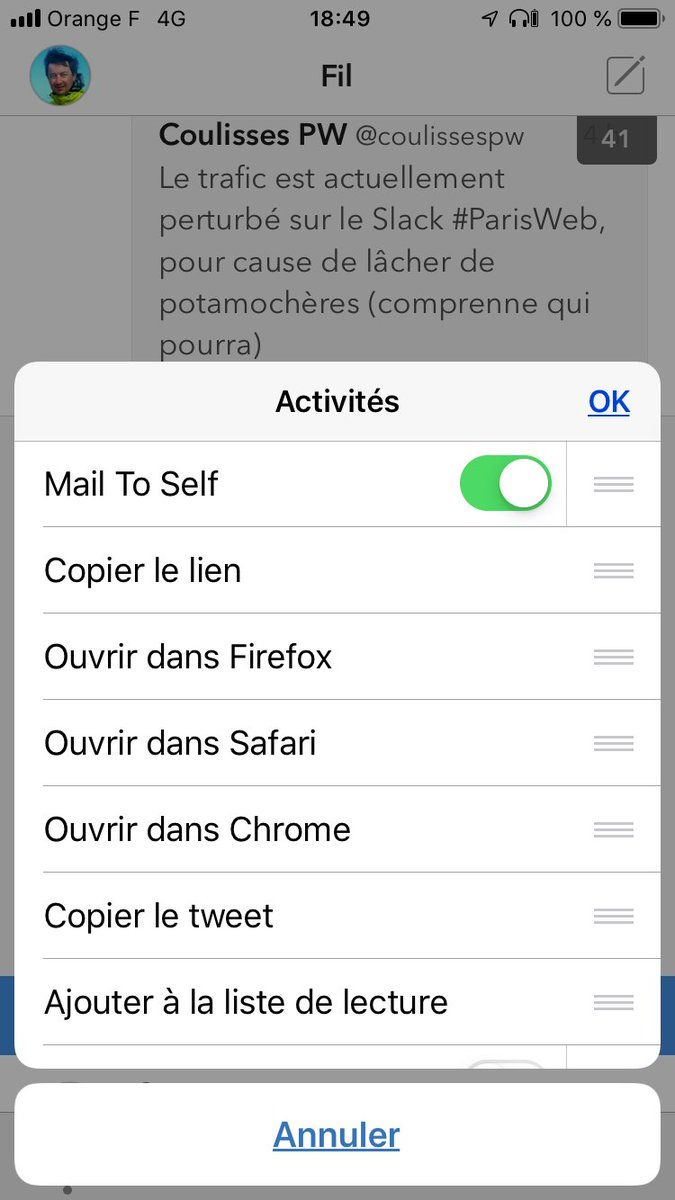 Orange F 4G 18:49 100 %
Fil
Coulisses PW @coulissespw 41
Le trafic est actuellement
perturbé sur le Slack #ParisWeb,
pour cause de lâcher de
potamochères (comprenne qui
pourra)
Activités OK
Mail To Self
Copier le lien
Ouvrir dans Firefox
Ouvrir dans Safari
Ouvrir dans Chrome
Copier le tweet
Ajouter à la liste de lecture
Annuler